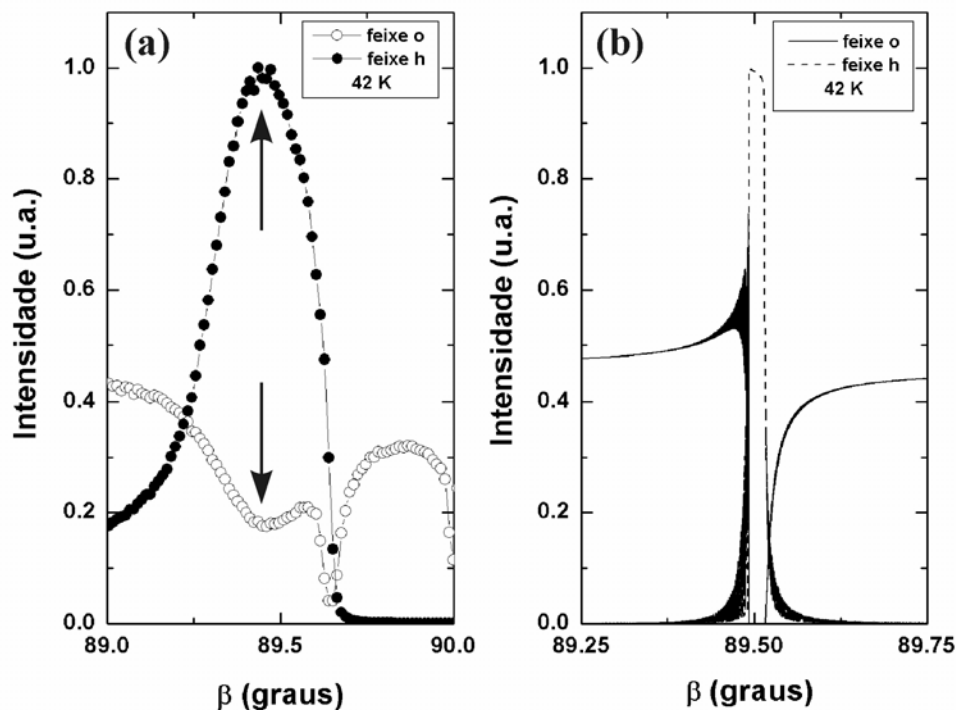 (a)
feixe o
feixe h
42 K
1.0
0.8
0.6
0.4
0.2
0.0
Intensidade (u.a.)
89.0
89.5
90.0
β (graus)
(b)
feixe o
feixe h
42 K
1.0
0.8
0.6
0.4
0.2
0.0
Intensidade (u.a.)
89.25
89.50
89.75
β (graus)